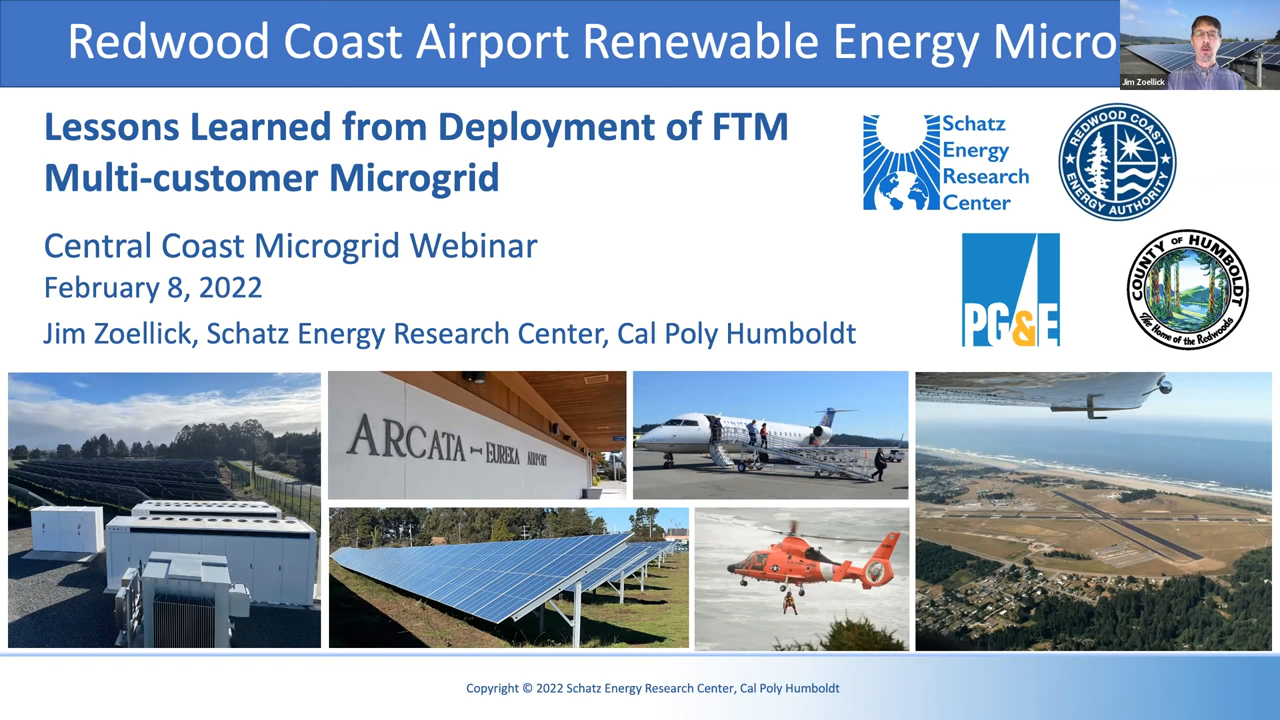 Redwood Coast Airport Renewable Energy Micro
Jim Zoellick
Lessons Learned from Deployment of FTM
Multi-customer Microgrid
Central Coast Microgrid Webinar
February 8, 2022
Jim Zoellick, Schatz Energy Research Center, Cal Poly Humboldt
Schatz
Energy
Research
Center
REDWOOD COAST
ENERGY AUTHORITY
PG&E
COUNTY OF HUMBOLDT
The Home of the Redwoods
ARCATA - EUREKA AIRPORT
Copyright © 2022 Schatz Energy Research Center, Cal Poly Humboldt